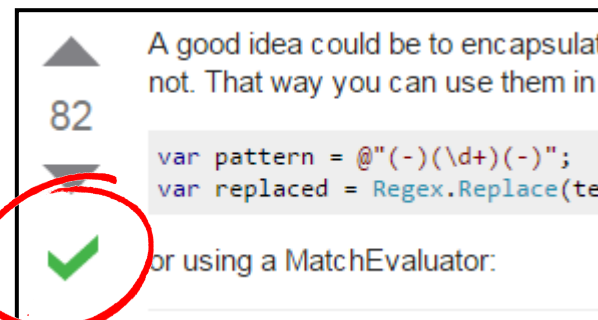 A good idea could be to encapsulat
not. That way you can use them in
82
var pattern = @"(-)(\d+)(-)";
var replaced = Regex.Replace(te
or using a MatchEvaluator: